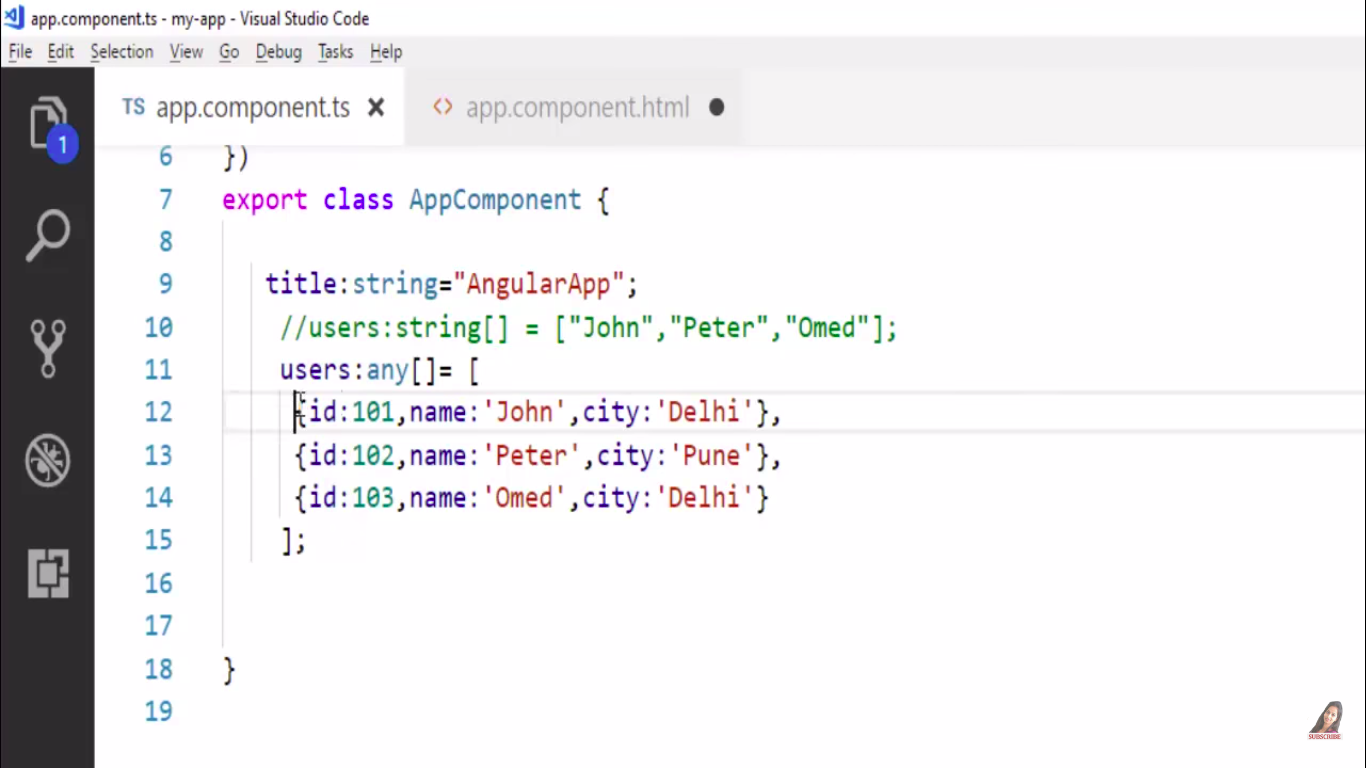 app.component.ts - my-app - Visual Studio Code
File Edit Selection View Go Debug Tasks Help
TS app.component.ts × <> app.component.html ●
1
6 })
7 export class AppComponent {
8
9 title:string="AngularApp";
10 //users:string[] = ["John","Peter","Omed"];
11 users:any[]= [
12 {id:101,name:'John',city:'Delhi'},
13 {id:102,name:'Peter',city:'Pune'},
14 {id:103,name:'Omed',city:'Delhi'}
15 ];
16
17
18 }
19
SUBSCRIBE